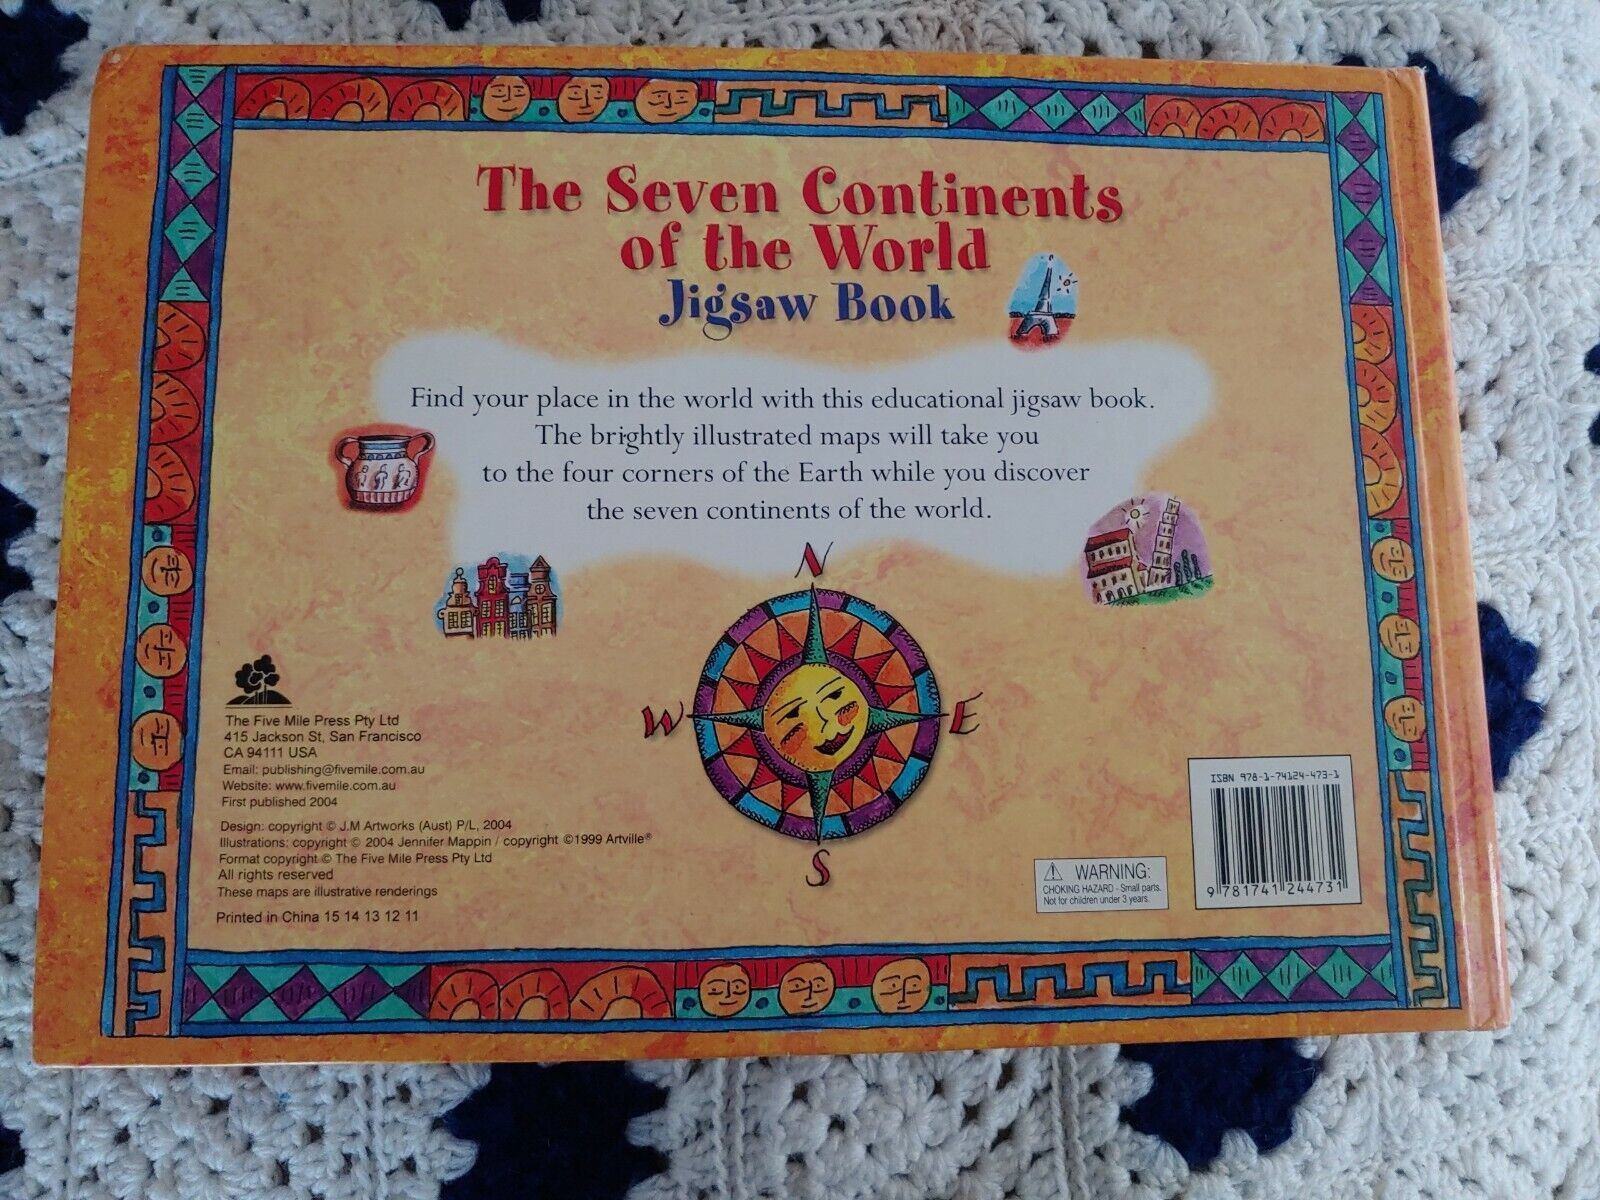 The Seven Continents
of the World
Jigsaw Book
Find your place in the world with this educational jigsaw book.
The brightly illustrated maps will take you
to the four corners of the Earth while you discover
the seven continents of the world.
N
W
E
S
The Five Mile Press Pty Ltd
415 Jackson St, San Francisco
CA 94111 USA
Email: publishing@fivemile.com.au
Website: www.fivemile.com.au
First published 2004
Design: copyright © J.M Artworks (Aust) P/L, 2004
Illustrations: copyright © 2004 Jennifer Mappin / copyright ©1999 Artville®
Format copyright © The Five Mile Press Pty Ltd
All rights reserved
These maps are illustrative renderings
Printed in China 15 14 13 12 11
⚠ WARNING:
CHOKING HAZARD - Small parts.
Not for children under 3 years.
ISBN 978-1-74124-473-1
9 781741 244731